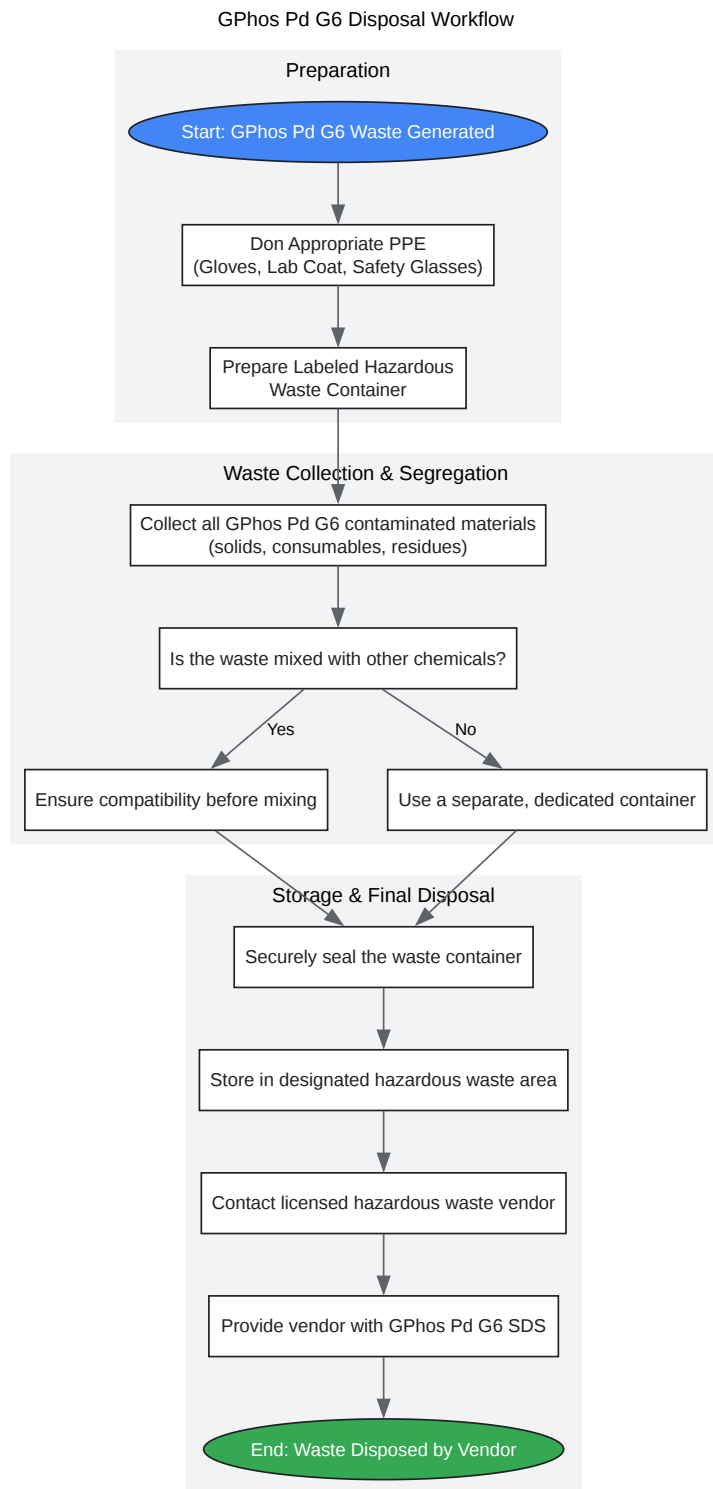 GPhos Pd G6 Disposal Workflow
Preparation
Start: GPhos Pd G6 Waste Generated
Don Appropriate PPE
(Gloves, Lab Coat, Safety Glasses)
Prepare Labeled Hazardous
Waste Container
Waste Collection & Segregation
Collect all GPhos Pd G6 contaminated materials
(solids, consumables, residues)
Is the waste mixed with other chemicals?
Yes
No
Ensure compatibility before mixing
Use a separate, dedicated container
Storage & Final Disposal
Securely seal the waste container
Store in designated hazardous waste area
Contact licensed hazardous waste vendor
Provide vendor with GPhos Pd G6 SDS
End: Waste Disposed by Vendor